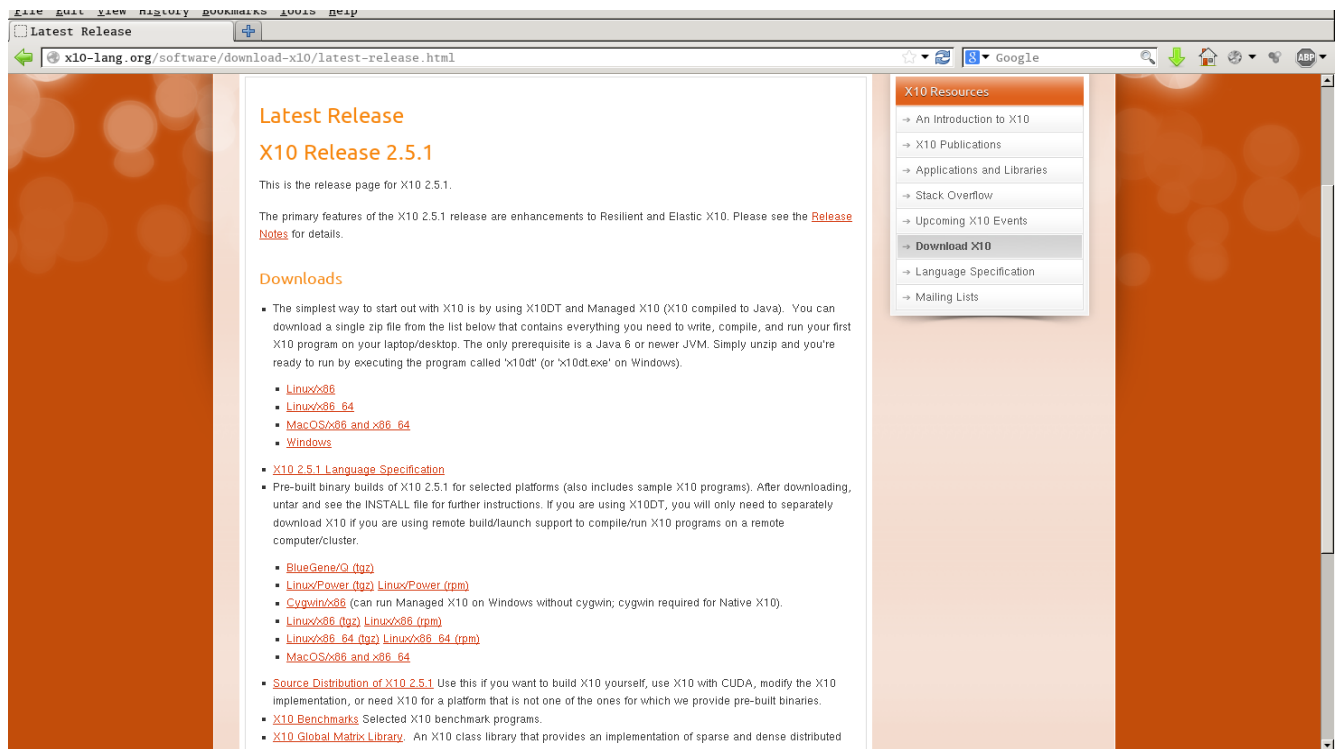 File Edit View History Bookmarks Tools Help
Latest Release
x10-lang.org/software/download-x10/latest-release.html
Google
ABP
Latest Release
X10 Release 2.5.1
This is the release page for X10 2.5.1.
The primary features of the X10 2.5.1 release are enhancements to Resilient and Elastic X10. Please see the Release
Notes for details.
Downloads
The simplest way to start out with X10 is by using X10DT and Managed X10 (X10 compiled to Java). You can
download a single zip file from the list below that contains everything you need to write, compile, and run your first
X10 program on your laptop/desktop. The only prerequisite is a Java 6 or newer JVM. Simply unzip and you're
ready to run by executing the program called 'x10dt' (or 'x10dt.exe' on Windows).
Linux/x86
Linux/x86_64
MacOS/x86 and x86_64
Windows
X10 2.5.1 Language Specification
Pre-built binary builds of X10 2.5.1 for selected platforms (also includes sample X10 programs). After downloading,
untar and see the INSTALL file for further instructions. If you are using X10DT, you will only need to separately
download X10 if you are using remote build/launch support to compile/run X10 programs on a remote
computer/cluster.
BlueGene/Q (tgz)
Linux/Power (tgz) Linux/Power (rpm)
Cygwin/x86 (can run Managed X10 on Windows without cygwin; cygwin required for Native X10).
Linux/x86 (tgz) Linux/x86 (rpm)
Linux/x86_64 (tgz) Linux/x86_64 (rpm)
MacOS/x86 and x86_64
Source Distribution of X10 2.5.1 Use this if you want to build X10 yourself, use X10 with CUDA, modify the X10
implementation, or need X10 for a platform that is not one of the ones for which we provide pre-built binaries.
X10 Benchmarks Selected X10 benchmark programs.
X10 Global Matrix Library. An X10 class library that provides an implementation of sparse and dense distributed
X10 Resources
An Introduction to X10
X10 Publications
Applications and Libraries
Stack Overflow
Upcoming X10 Events
Download X10
Language Specification
Mailing Lists